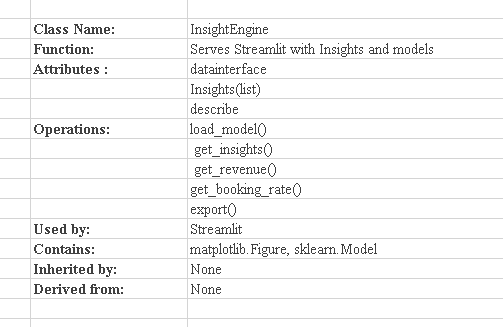 Class Name: InsightEngine
Function: Serves Streamlit with Insights and models
Attributes : datainterface
Insights(list)
describe
Operations: load_model()
get_insights()
get_revenue()
get_booking_rate()
export()
Used by: Streamlit
Contains: matplotlib.Figure, sklearn.Model
Inherited by: None
Derived from: None